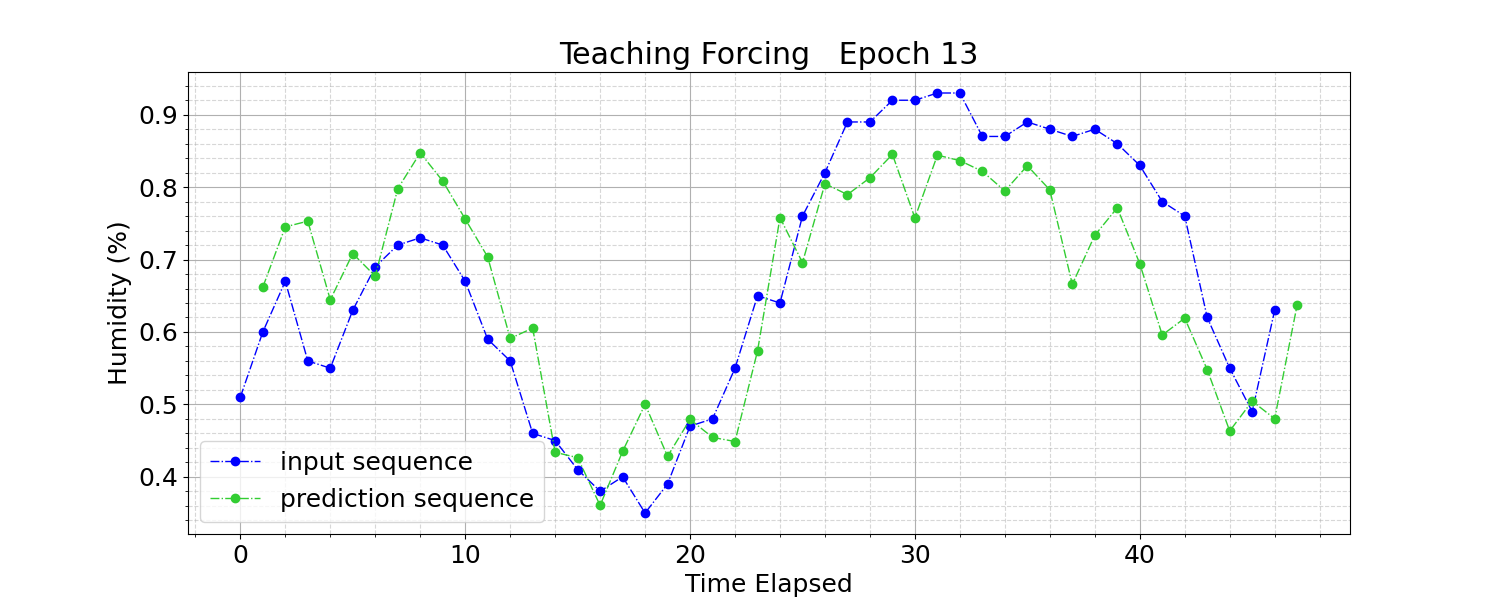 Teaching Forcing   Epoch 13
Humidity (%)
0.9
0.8
0.7
0.6
0.5
0.4
input sequence
prediction sequence
0 10 20 30 40
Time Elapsed